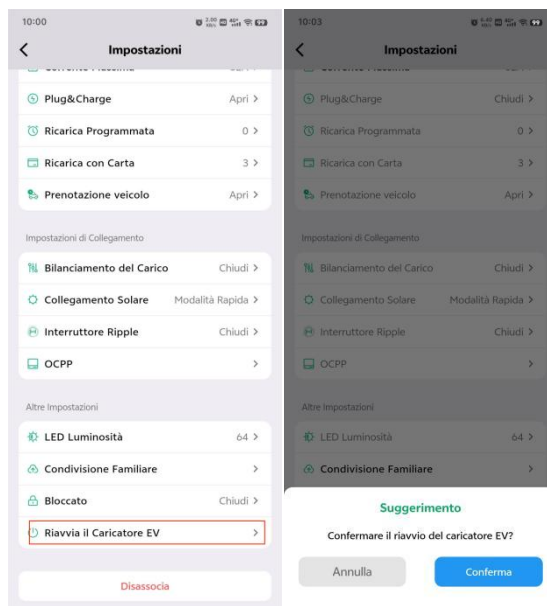 10:00
Impostazioni
Plug&Charge Apri >
Ricarica Programmata 0 >
Ricarica con Carta 3 >
Prenotazione veicolo Apri >
Impostazioni di Collegamento
Bilanciamento del Carico Chiudi >
Collegamento Solare Modalità Rapida >
Interruttore Ripple Chiudi >
OCPP >
Altre Impostazioni
LED Luminosità 64 >
Condivisione Familiare >
Bloccato Chiudi >
Riavvia il Caricatore EV >
Disassocia
10:03
Impostazioni
Plug&Charge Chiudi >
Ricarica Programmata 0 >
Ricarica con Carta 3 >
Prenotazione veicolo Apri >
Impostazioni di Collegamento
Bilanciamento del Carico Chiudi >
Collegamento Solare Modalità Rapida >
Interruttore Ripple Chiudi >
OCPP >
Altre Impostazioni
LED Luminosità 64 >
Condivisione Familiare >
Suggerimento
Confermare il riavvio del caricatore EV?
Annulla Conferma